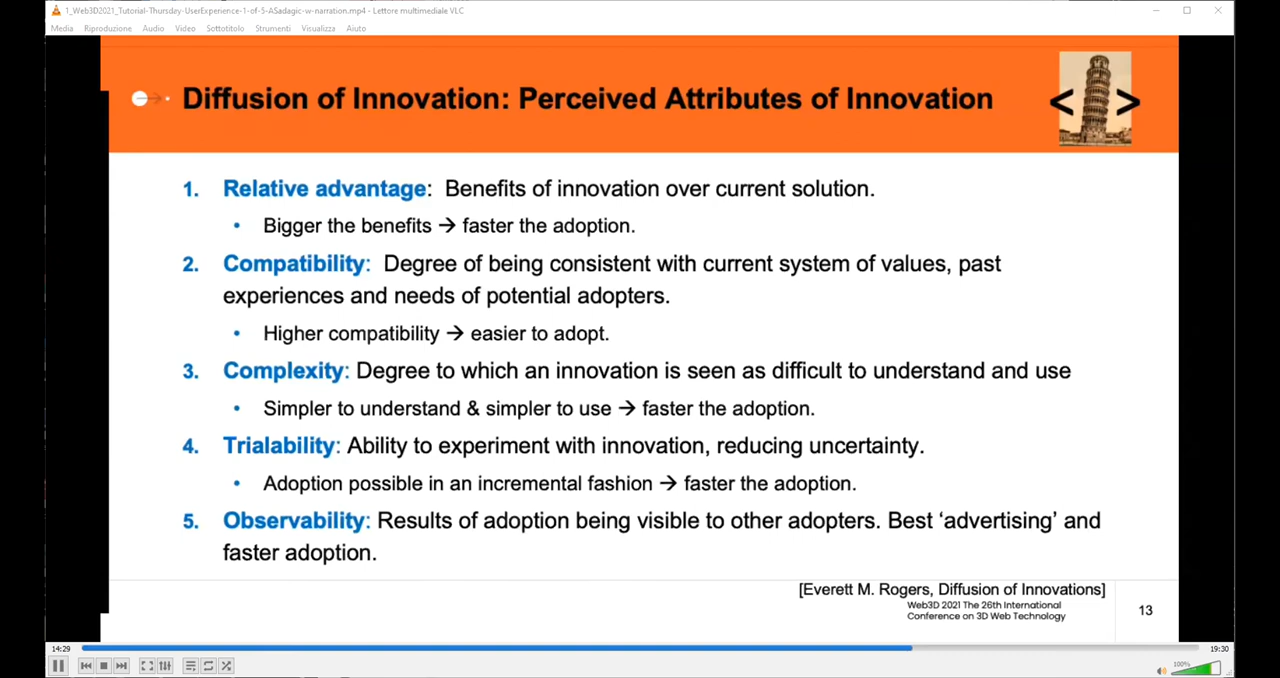 1_Web3D2021_Tutorial-Thursday-UserExperience-1-of-5-ASadagic-w-narration.mp4 - Lettore multimediale VLC
Media Riproduzione Audio Video Sottotitolo Strumenti Visualizza Aiuto
Diffusion of Innovation: Perceived Attributes of Innovation
< >
1. Relative advantage: Benefits of innovation over current solution.
• Bigger the benefits → faster the adoption.
2. Compatibility: Degree of being consistent with current system of values, past
experiences and needs of potential adopters.
• Higher compatibility → easier to adopt.
3. Complexity: Degree to which an innovation is seen as difficult to understand and use
• Simpler to understand & simpler to use → faster the adoption.
4. Trialability: Ability to experiment with innovation, reducing uncertainty.
• Adoption possible in an incremental fashion → faster the adoption.
5. Observability: Results of adoption being visible to other adopters. Best ‘advertising’ and
faster adoption.
[Everett M. Rogers, Diffusion of Innovations]
Web3D 2021 The 26th International
Conference on 3D Web Technology
13
14:29 19:30
100%